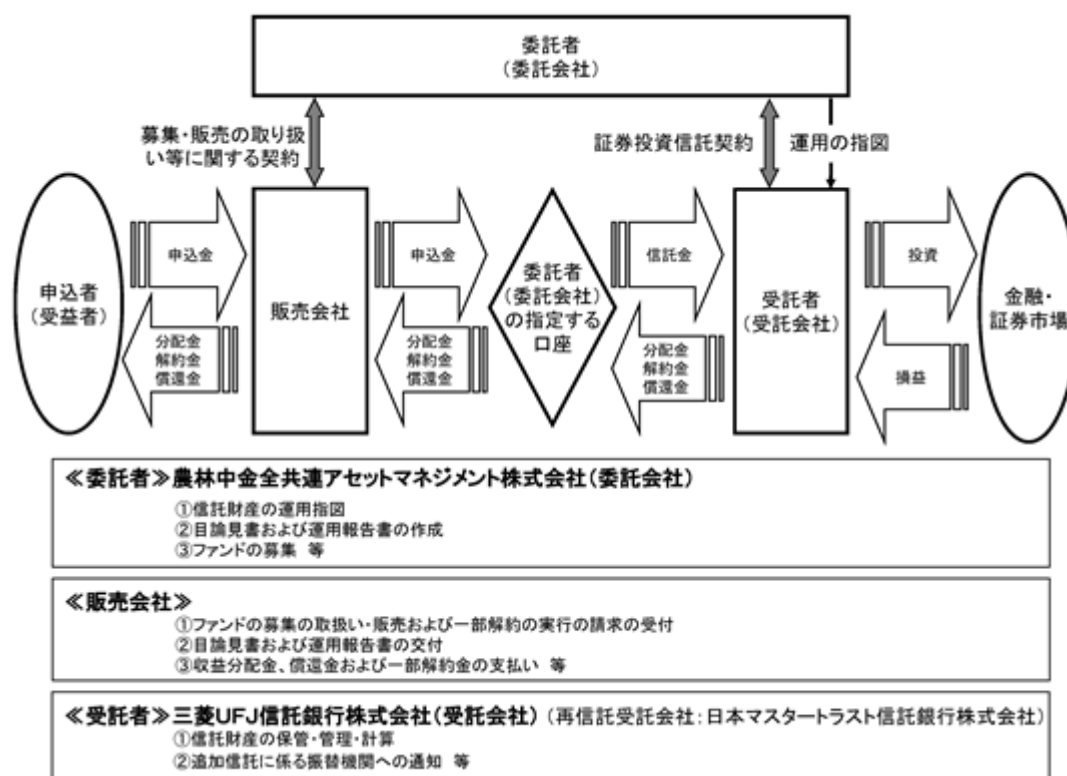 委託者
(委託会社)
募集・販売の取り扱
い等に関する契約
証券投資信託契約
運用の指図
申込者
(受益者)
申込金
分配金
解約金
償還金
販売会社
申込金
分配金
解約金
償還金
委託者
(委託会社)
の指定する
口座
信託金
分配金
解約金
償還金
受託者
(受託会社)
投資
損益
金融・
証券市場
≪委託者≫農林中金全共連アセットマネジメント株式会社(委託会社)
①信託財産の運用指図
②目論見書および運用報告書の作成
③ファンドの募集 等
≪販売会社≫
①ファンドの募集の取扱い・販売および一部解約の実行の請求の受付
②目論見書および運用報告書の交付
③収益分配金、償還金および一部解約金の支払い 等
≪受託者≫三菱UFJ信託銀行株式会社(受託会社) (再信託受託会社:日本マスタートラスト信託銀行株式会社)
①信託財産の保管・管理・計算
②追加信託に係る振替機関への通知 等